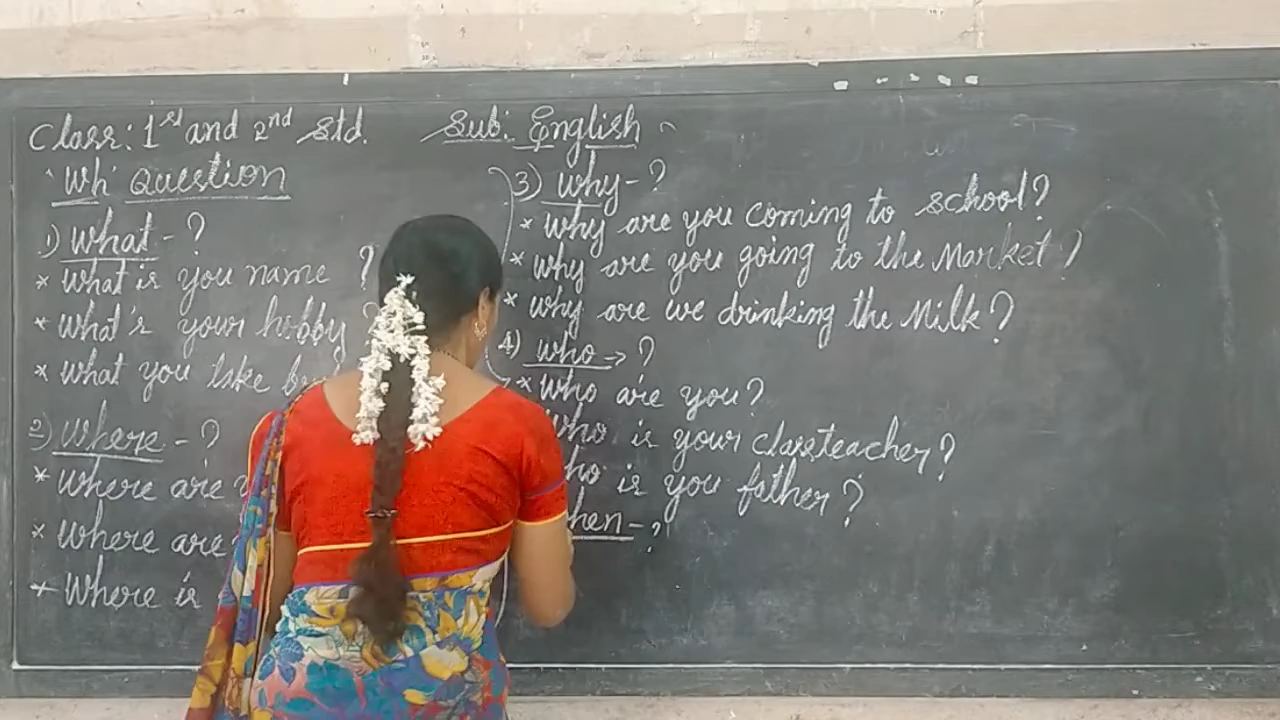 Class: 1st and 2nd Std.
Sub: English
'Wh' Question
1) What - ?
* What is you name ?
* What's your hobby
* What you like
2) Where - ?
* Where are
* Where are
* Where is
3) Why - ?
* Why are you coming to school?
* Why are you going to the Market?
* Why are we drinking the Milk?
4) Who -> ?
* Who are you?
Who is your classteacher?
ho is you father?
hen - ?